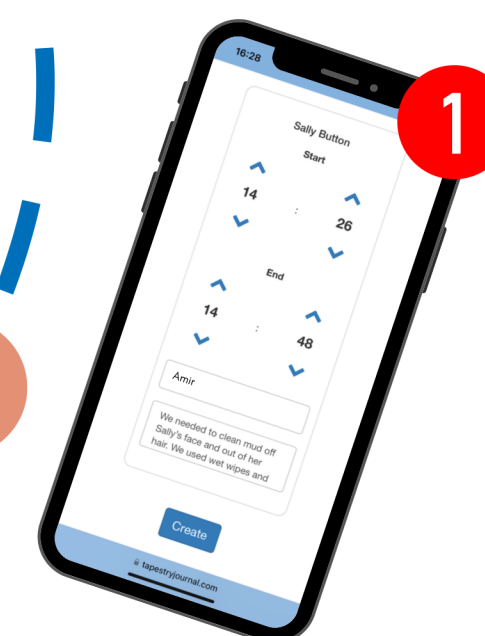 16:28
1
Sally Button
Start
14 : 26
End
14 : 48
Amir
We needed to clean mud off
Sally's face and out of her
hair. We used wet wipes and
Create
tapestryjournal.com